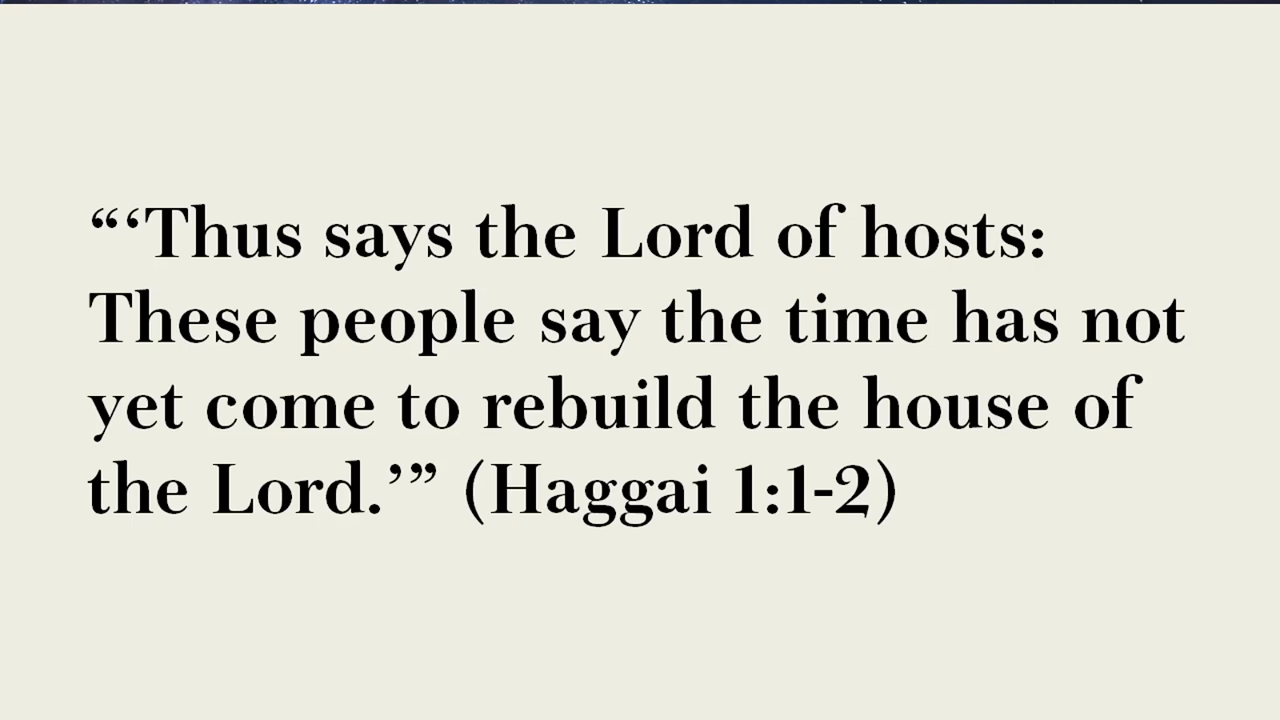 “‘Thus says the Lord of hosts:
These people say the time has not
yet come to rebuild the house of
the Lord.’” (Haggai 1:1-2)